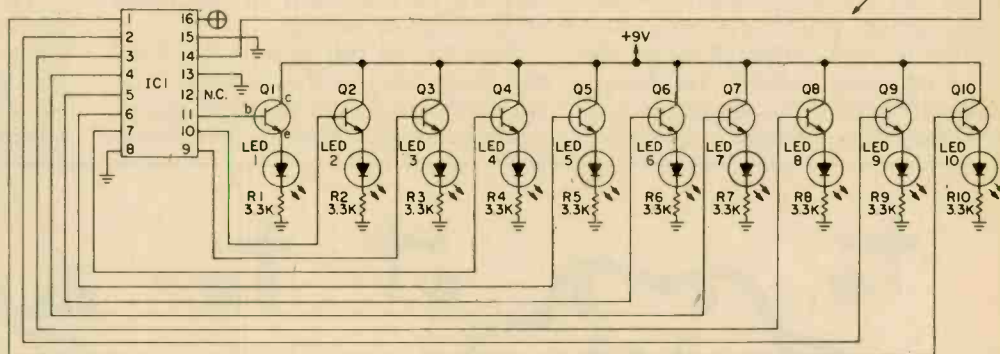 1 16
2 15
3 14
4 13
5 12 N.C.
6 11
7 10
8 9
IC1
+9V
Q1 Q2 Q3 Q4 Q5 Q6 Q7 Q8 Q9 Q10
c
b
e
LED 1
LED 2
LED 3
LED 4
LED 5
LED 6
LED 7
LED 8
LED 9
LED 10
R1 3.3K
R2 3.3K
R3 3.3K
R4 3.3K
R5 3.3K
R6 3.3K
R7 3.3K
R8 3.3K
R9 3.3K
R10 3.3K